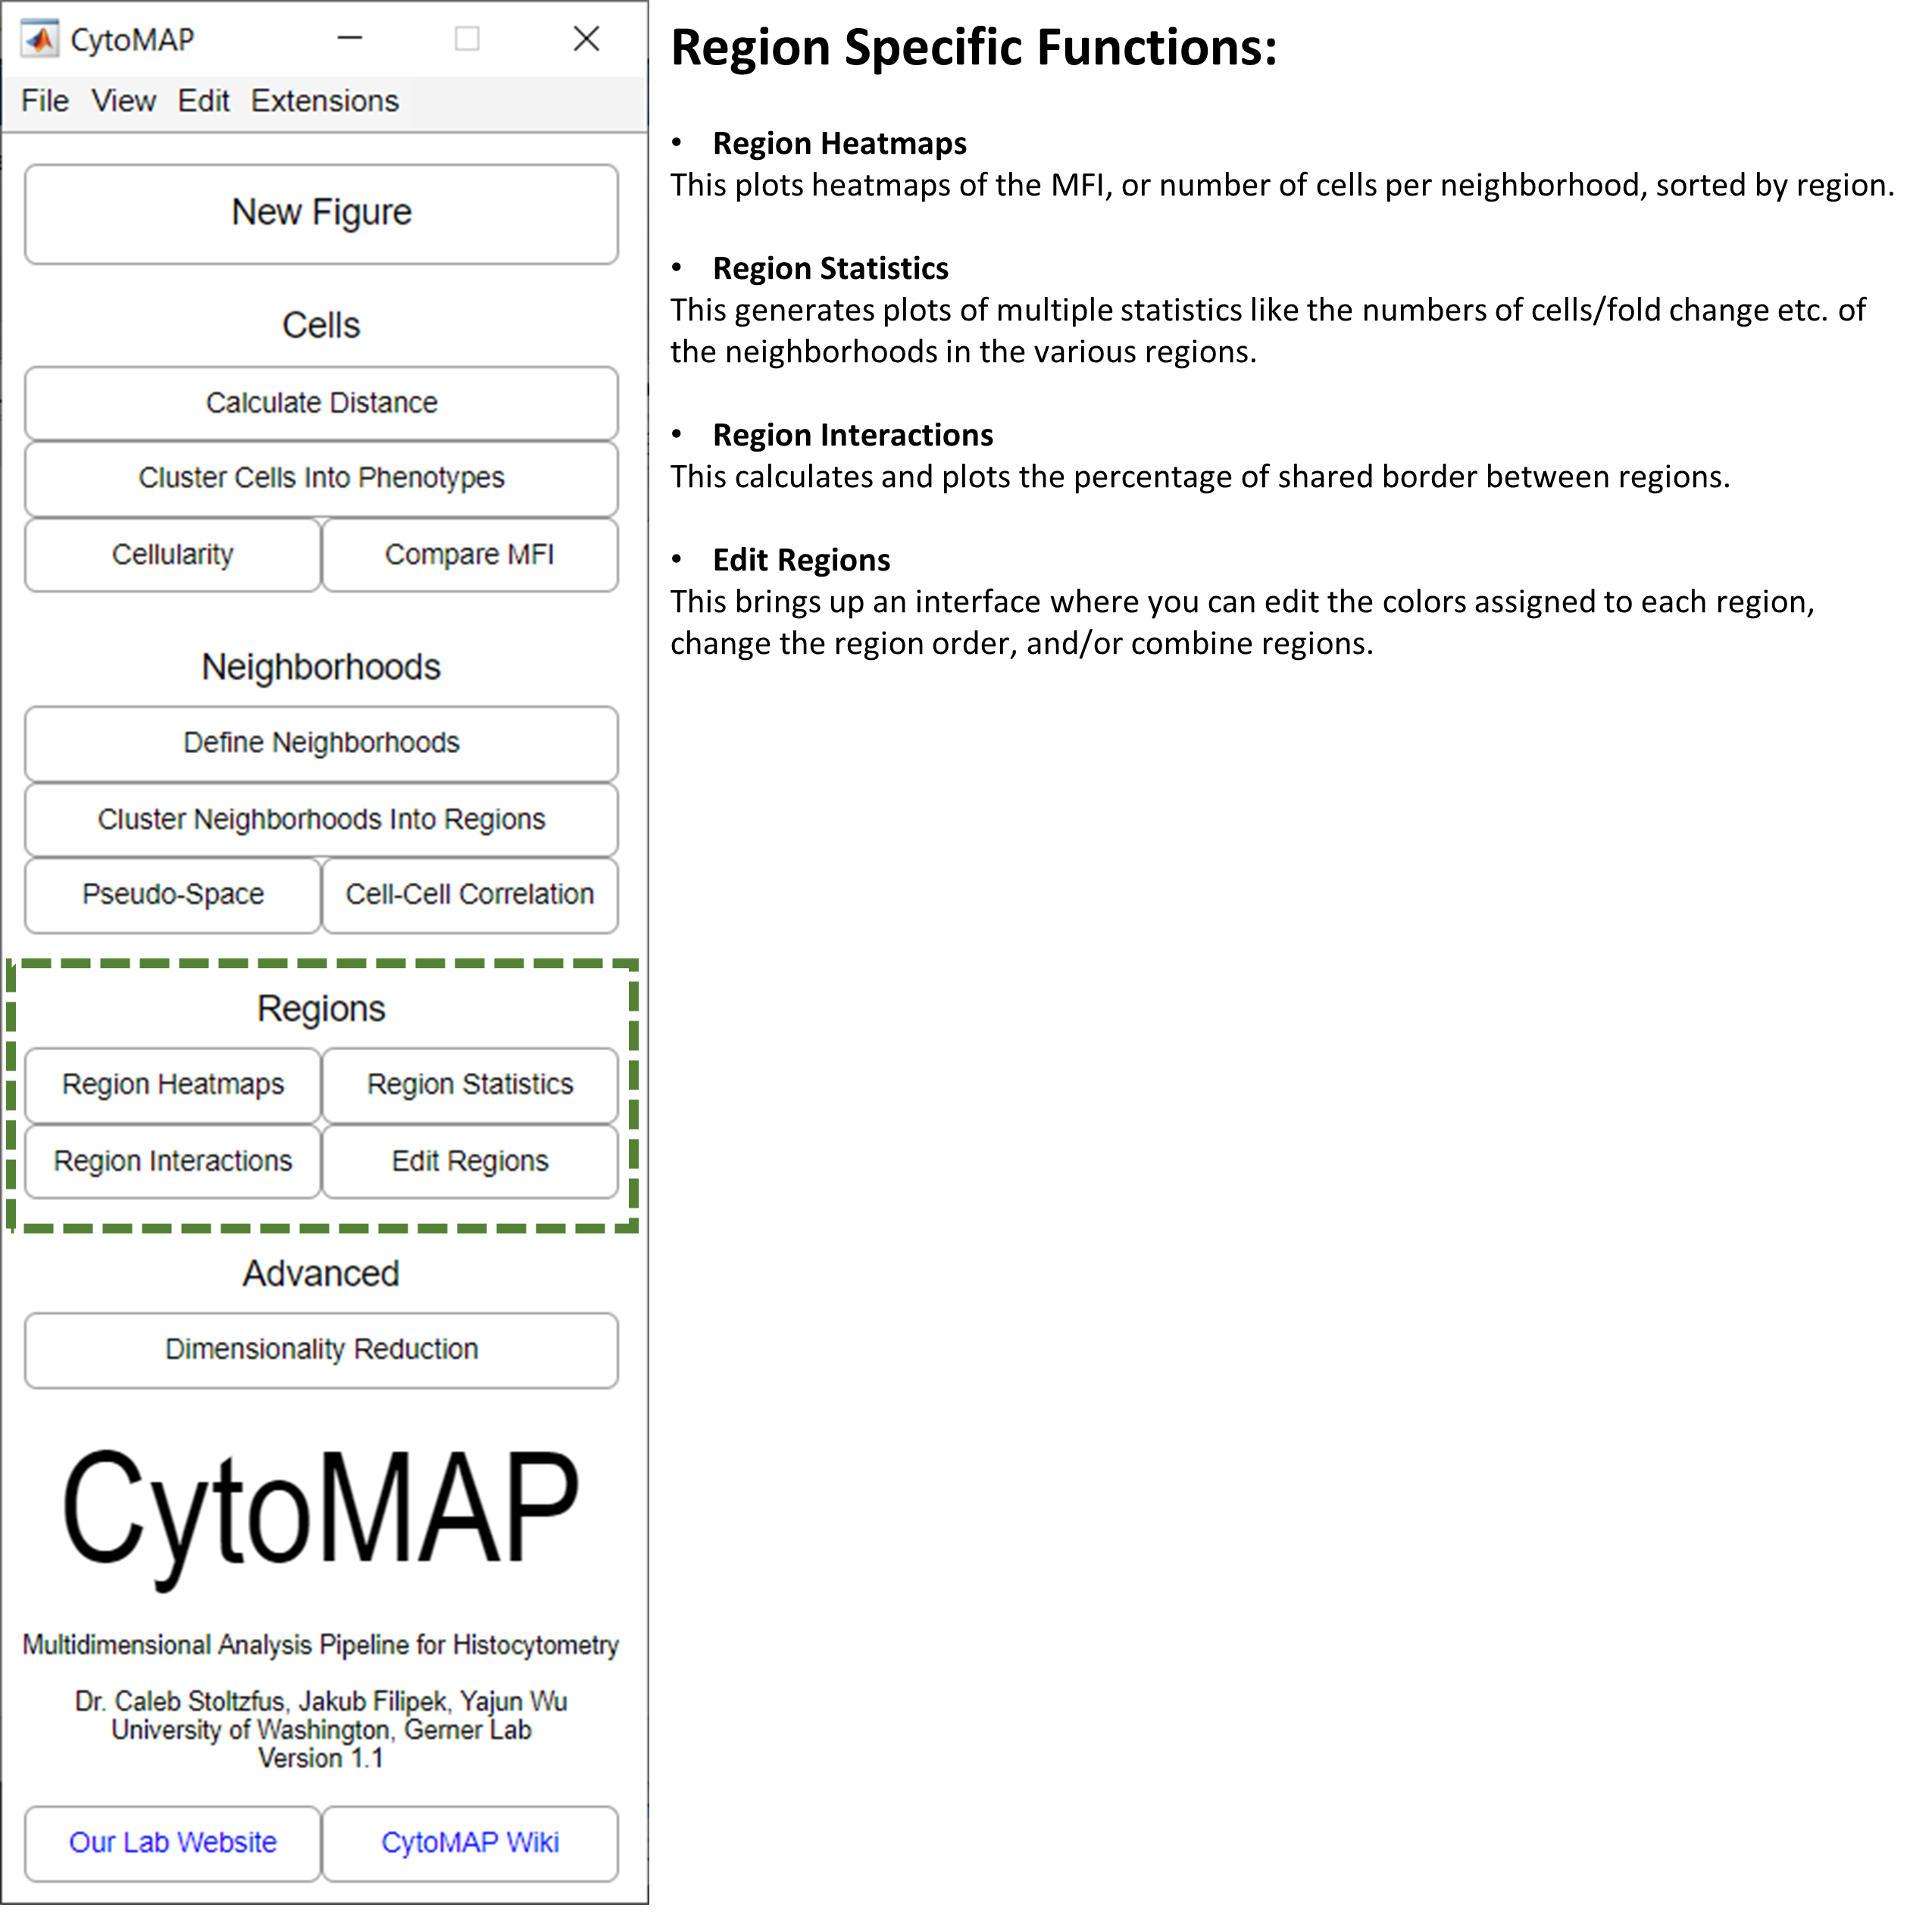 CytoMAP
File View Edit Extensions
New Figure
Cells
Calculate Distance
Cluster Cells Into Phenotypes
Cellularity
Compare MFI
Neighborhoods
Define Neighborhoods
Cluster Neighborhoods Into Regions
Pseudo-Space
Cell-Cell Correlation
Regions
Region Heatmaps
Region Statistics
Region Interactions
Edit Regions
Advanced
Dimensionality Reduction
CytoMAP
Multidimensional Analysis Pipeline for Histocytometry
Dr. Caleb Stoltzfus, Jakub Filipek, Yajun Wu
University of Washington, Gerner Lab
Version 1.1
Our Lab Website
CytoMAP Wiki
Region Specific Functions:
• Region Heatmaps
This plots heatmaps of the MFI, or number of cells per neighborhood, sorted by region.
• Region Statistics
This generates plots of multiple statistics like the numbers of cells/fold change etc. of
the neighborhoods in the various regions.
• Region Interactions
This calculates and plots the percentage of shared border between regions.
• Edit Regions
This brings up an interface where you can edit the colors assigned to each region,
change the region order, and/or combine regions.